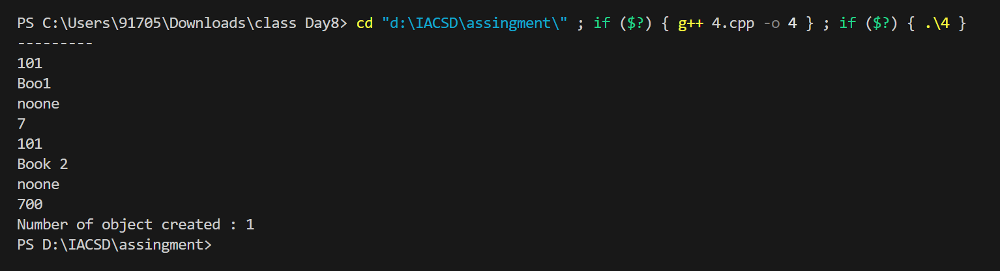 PS C:\Users\91705\Downloads\class Day8> cd "d:\IACSD\assingment\" ; if ($?) { g++ 4.cpp -o 4 } ; if ($?) { .\4 }
---------
101
Boo1
noone
7
101
Book 2
noone
700
Number of object created : 1
PS D:\IACSD\assingment>